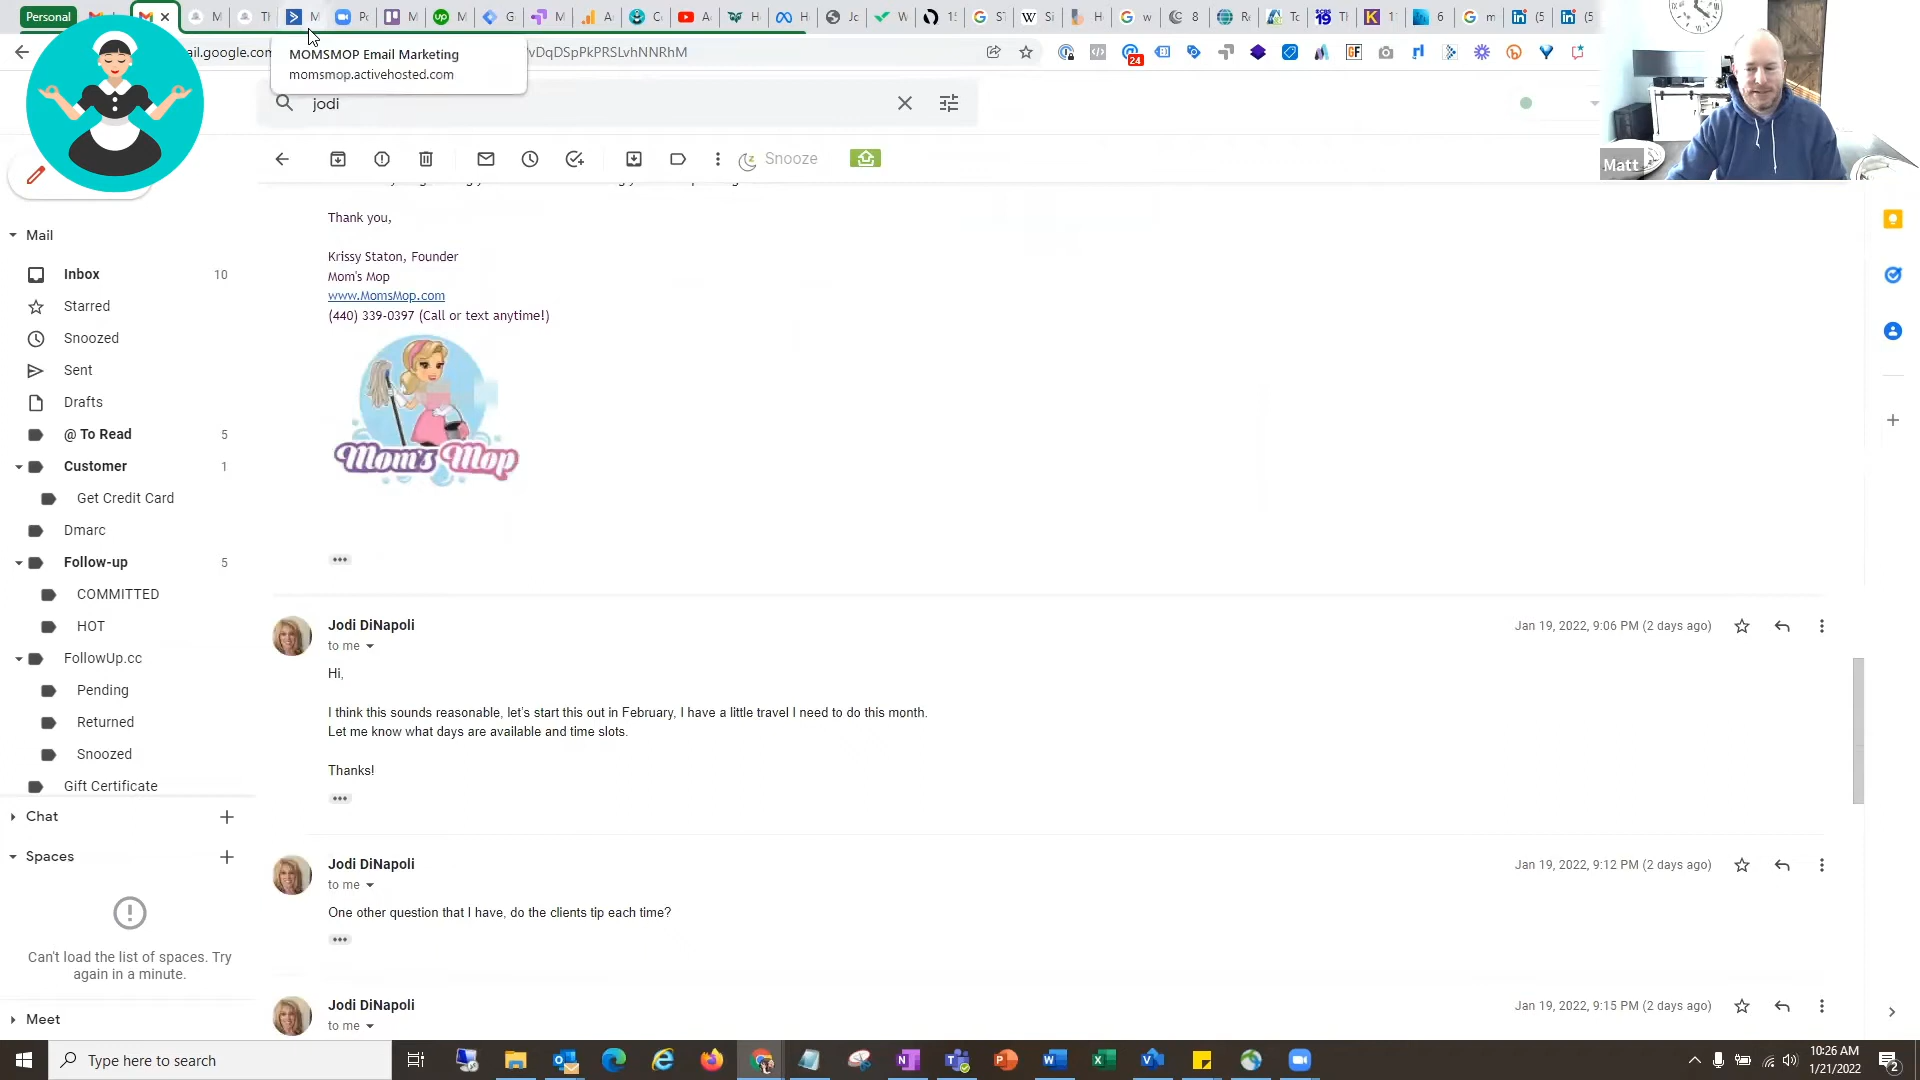 Personal
MOMSMOP Email Marketing
momsmop.activehosted.com
ail.google.com
vDqDSpPkPRSLvhNNRhM
24
jodi
Matt
Snooze
Thank you,
Krissy Staton, Founder
Mom's Mop
www.MomsMop.com
(440) 339-0397 (Call or text anytime!)
Mom's Mop
Mail
Inbox 10
Starred
Snoozed
Sent
Drafts
@ To Read 5
Customer 1
Get Credit Card
Dmarc
Follow-up 5
COMMITTED
HOT
FollowUp.cc
Pending
Returned
Snoozed
Gift Certificate
Chat
Spaces
Can't load the list of spaces. Try
again in a minute.
Meet
Jodi DiNapoli Jan 19, 2022, 9:06 PM (2 days ago)
to me
Hi,
I think this sounds reasonable, let's start this out in February, I have a little travel I need to do this month.
Let me know what days are available and time slots.
Thanks!
Jodi DiNapoli Jan 19, 2022, 9:12 PM (2 days ago)
to me
One other question that I have, do the clients tip each time?
Jodi DiNapoli Jan 19, 2022, 9:15 PM (2 days ago)
to me
Type here to search
10:26 AM
1/21/2022
2